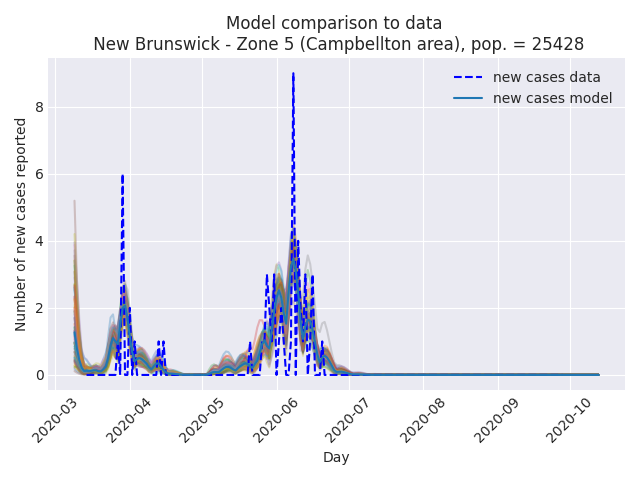 Model comparison to data
New Brunswick - Zone 5 (Campbellton area), pop. = 25428
new cases data
new cases model
Number of new cases reported
8
6
4
2
0
2020-03
2020-04
2020-05
2020-06
2020-07
2020-08
2020-09
2020-10
Day